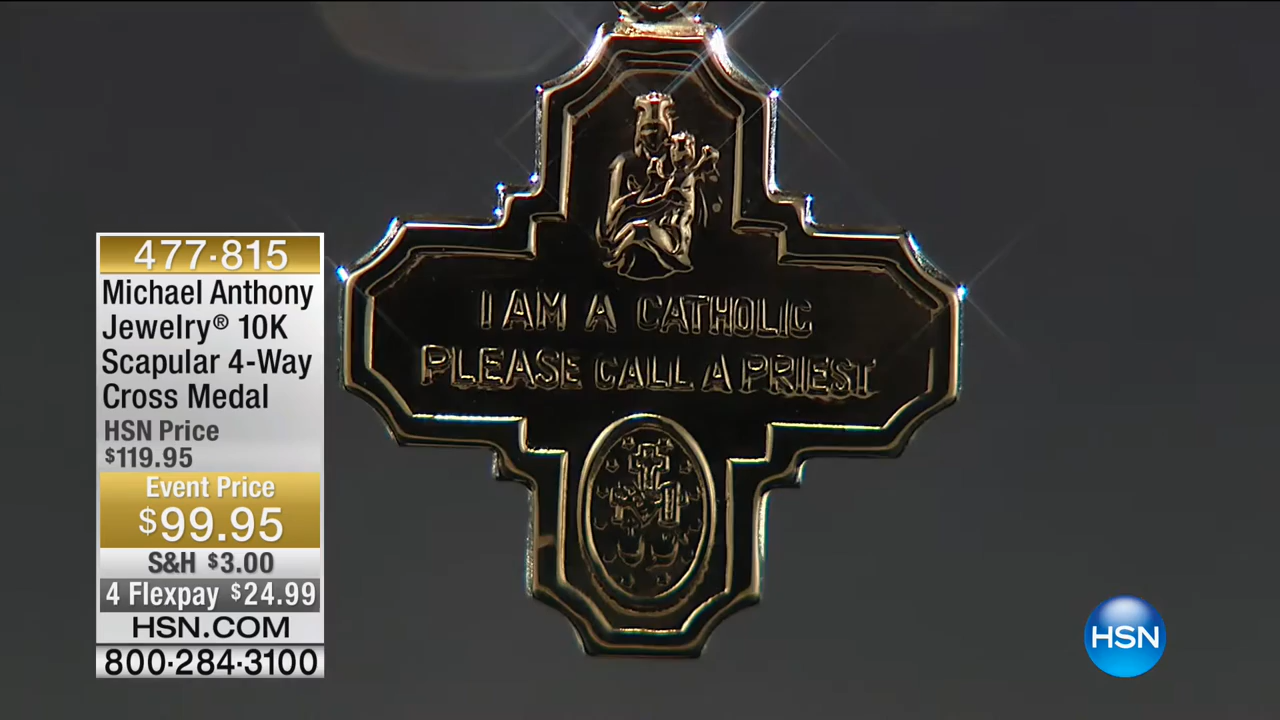 477-815
Michael Anthony
Jewelry® 10K
Scapular 4-Way
Cross Medal
HSN Price
$119.95
Event Price
$99.95
S&H $3.00
4 Flexpay $24.99
HSN.COM
800-284-3100
I AM A CATHOLIC
PLEASE CALL A PRIEST
HSN